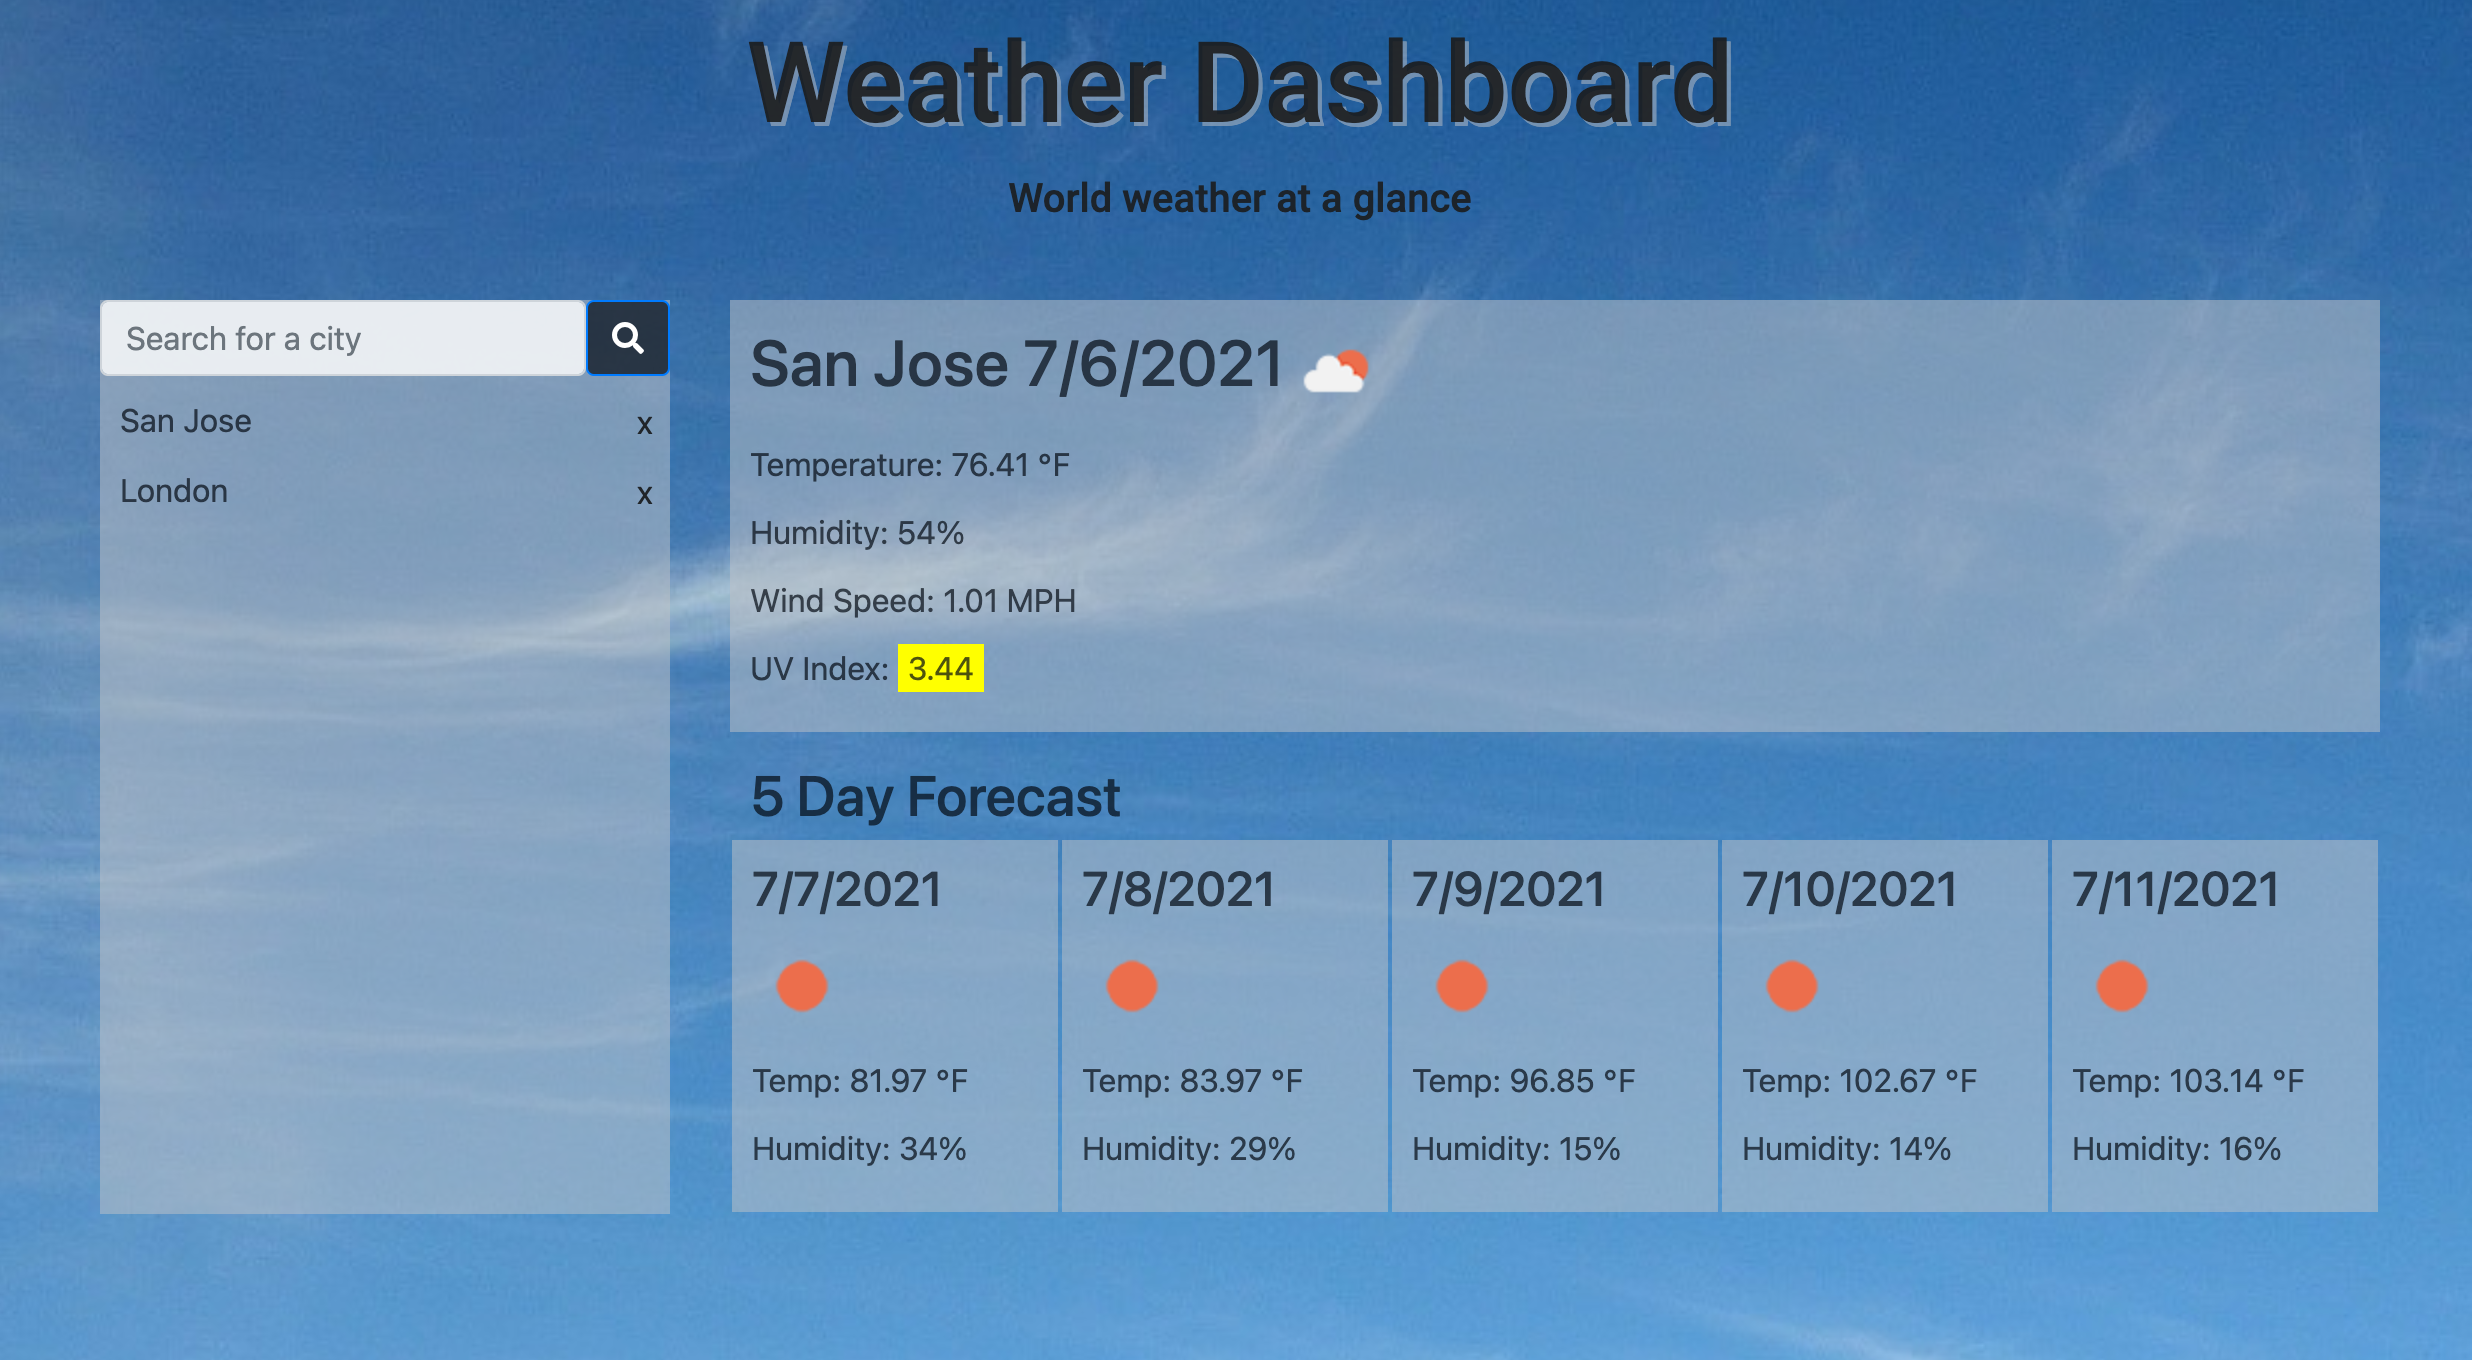 Weather Dashboard
World weather at a glance
Search for a city
San Jose x
London x
San Jose 7/6/2021
Temperature: 76.41 °F
Humidity: 54%
Wind Speed: 1.01 MPH
UV Index: 3.44
5 Day Forecast
7/7/2021
Temp: 81.97 °F
Humidity: 34%
7/8/2021
Temp: 83.97 °F
Humidity: 29%
7/9/2021
Temp: 96.85 °F
Humidity: 15%
7/10/2021
Temp: 102.67 °F
Humidity: 14%
7/11/2021
Temp: 103.14 °F
Humidity: 16%